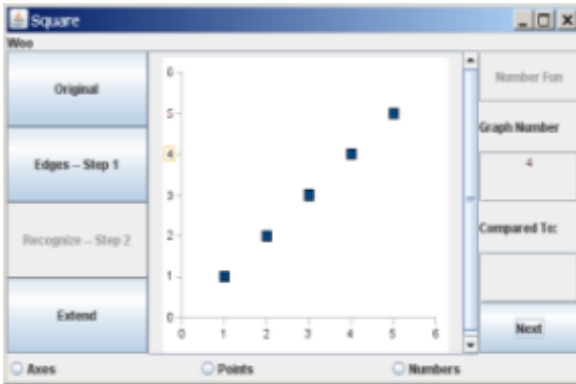 Square
Woo
Original
Edges -- Step 1
Recognize -- Step 2
Extend
6
5
4
3
2
1
0
0 1 2 3 4 5 6
Number Fun
Graph Number
4
Compared To:
Next
Axes Points Numbers